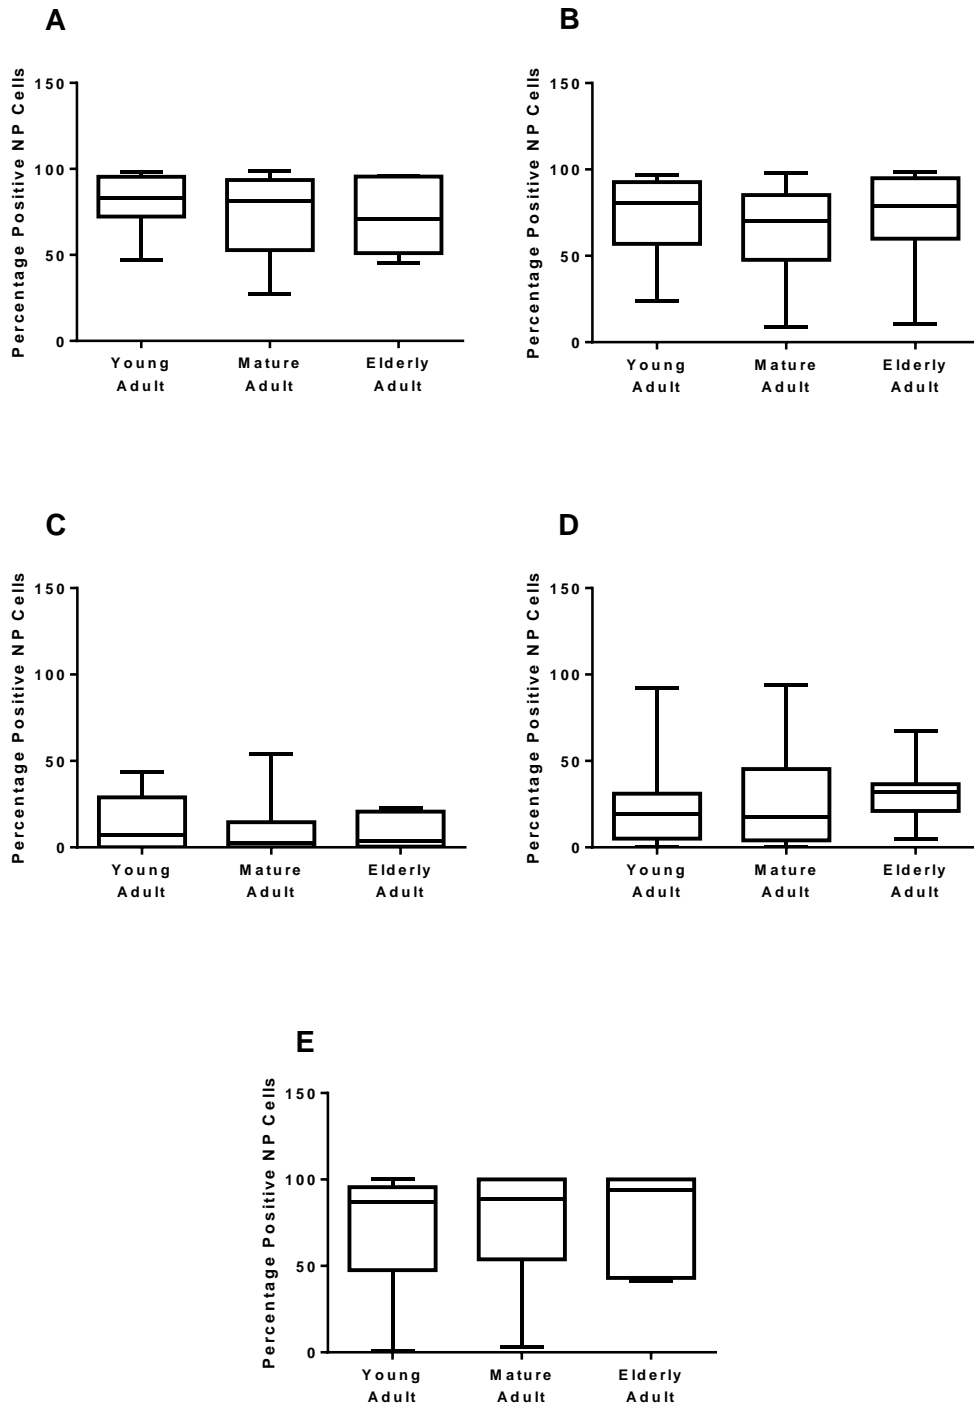 A
Percentage Positive NP Cells
150
100
50
0
Young Adult
Mature Adult
Elderly Adult
B
Percentage Positive NP Cells
150
100
50
0
Young Adult
Mature Adult
Elderly Adult
C
Percentage Positive NP Cells
150
100
50
0
Young Adult
Mature Adult
Elderly Adult
D
Percentage Positive NP Cells
150
100
50
0
Young Adult
Mature Adult
Elderly Adult
E
Percentage Positive NP Cells
150
100
50
0
Young Adult
Mature Adult
Elderly Adult